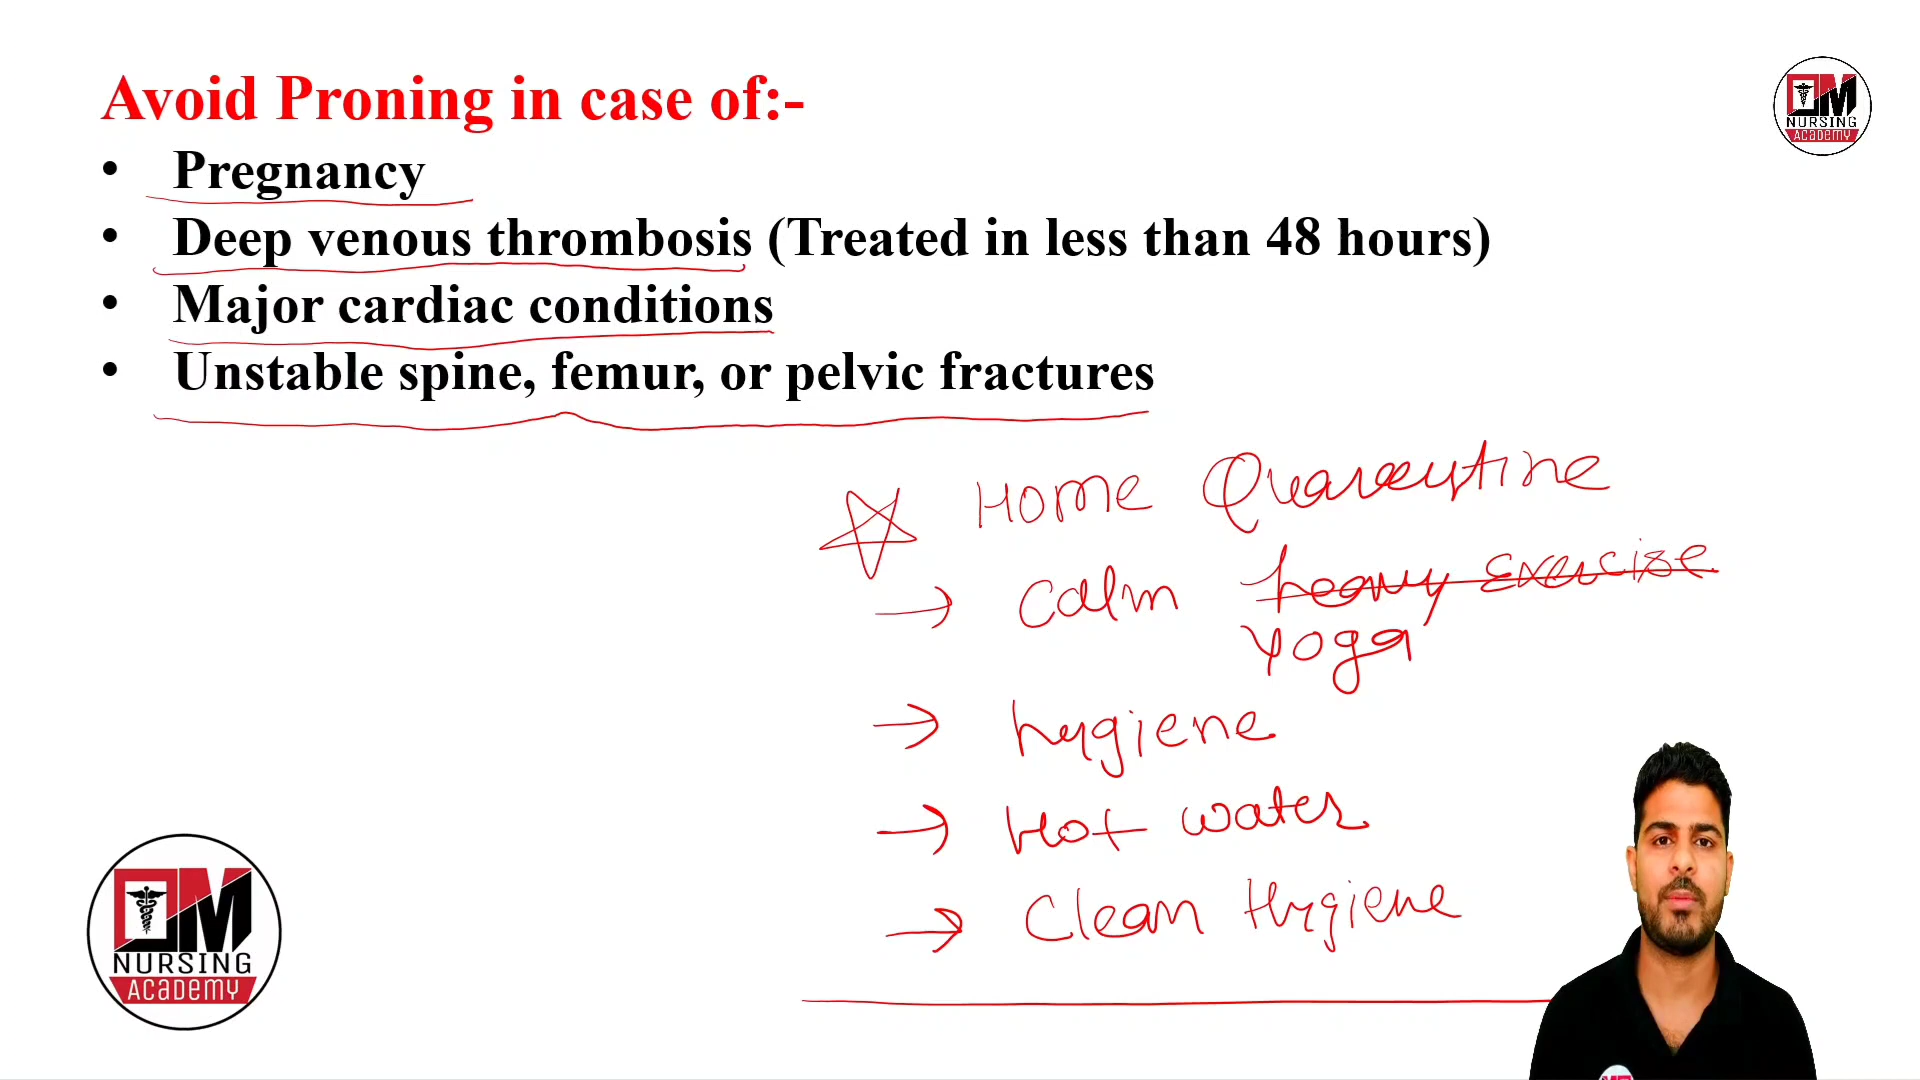 Avoid Proning in case of:-
• Pregnancy
• Deep venous thrombosis (Treated in less than 48 hours)
• Major cardiac conditions
• Unstable spine, femur, or pelvic fractures
OM
NURSING
ACADEMY
Home Quarantine
→ Calm heavy exercise
yoga
→ hygiene
→ Hot water
→ Clean Hygiene
OM
NURSING
ACADEMY